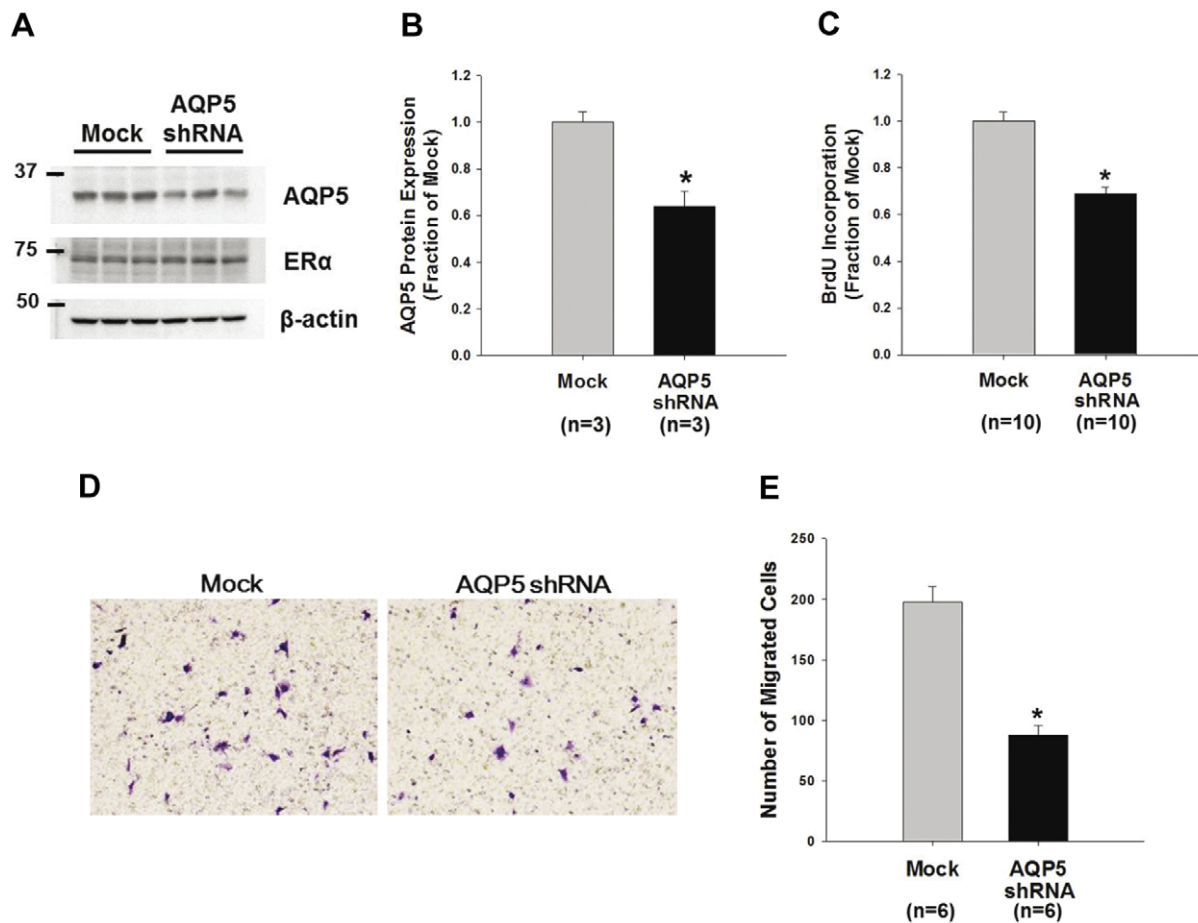 A
AQP5
Mock shRNA
37
AQP5
75
ERα
50
β-actin
B
AQP5 Protein Expression
(Fraction of Mock)
1.2
1.0
0.8
0.6
0.4
0.2
0.0
*
Mock AQP5
shRNA
(n=3) (n=3)
C
BrdU Incorporation
(Fraction of Mock)
1.2
1.0
0.8
0.6
0.4
0.2
0.0
*
Mock AQP5
shRNA
(n=10) (n=10)
D
Mock AQP5 shRNA
E
Number of Migrated Cells
250
200
150
100
50
0
*
Mock AQP5
shRNA
(n=6) (n=6)